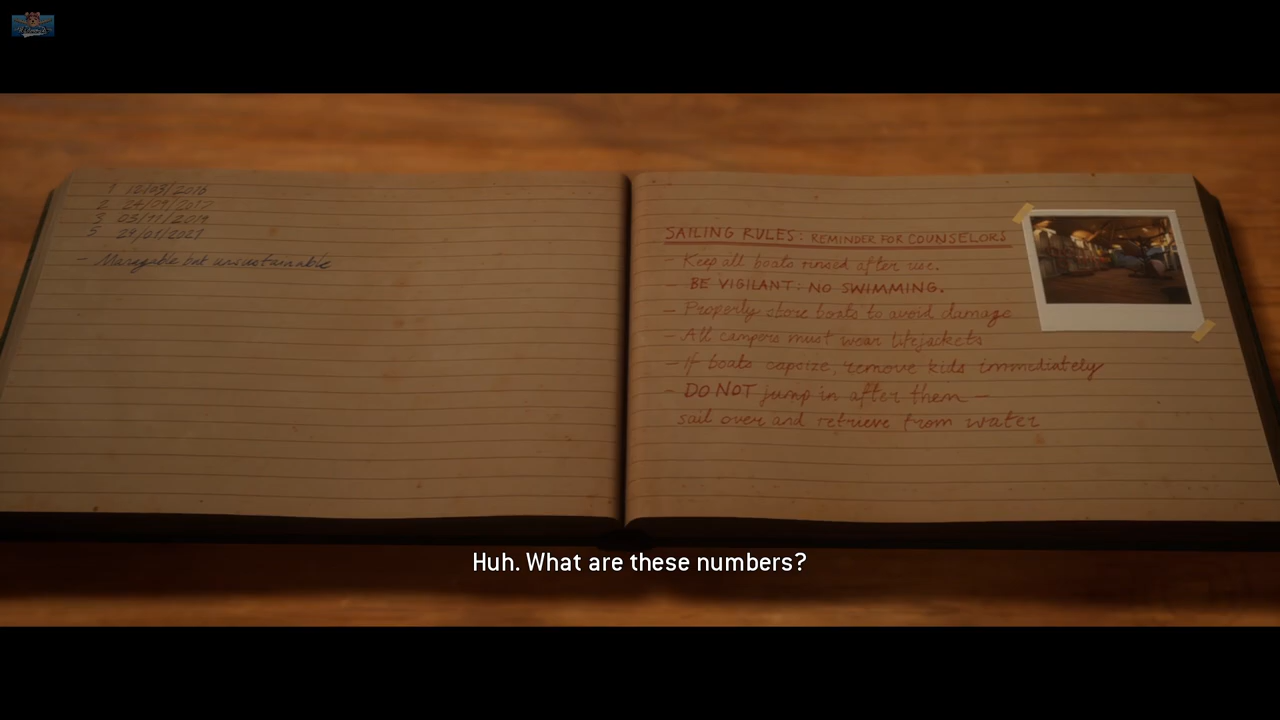 1 16/03/2016
2 24/09/2017
3 03/11/2019
5 29/01/2021
- Manageable but unsustainable
SAILING RULES: REMINDER FOR COUNSELORS
- Keep all boats rinsed after use.
- BE VIGILANT: NO SWIMMING.
- Properly store boats to avoid damage
- All campers must wear lifejackets
- If boats capsize, remove kids immediately
- DO NOT jump in after them -
sail over and retrieve from water
Huh. What are these numbers?